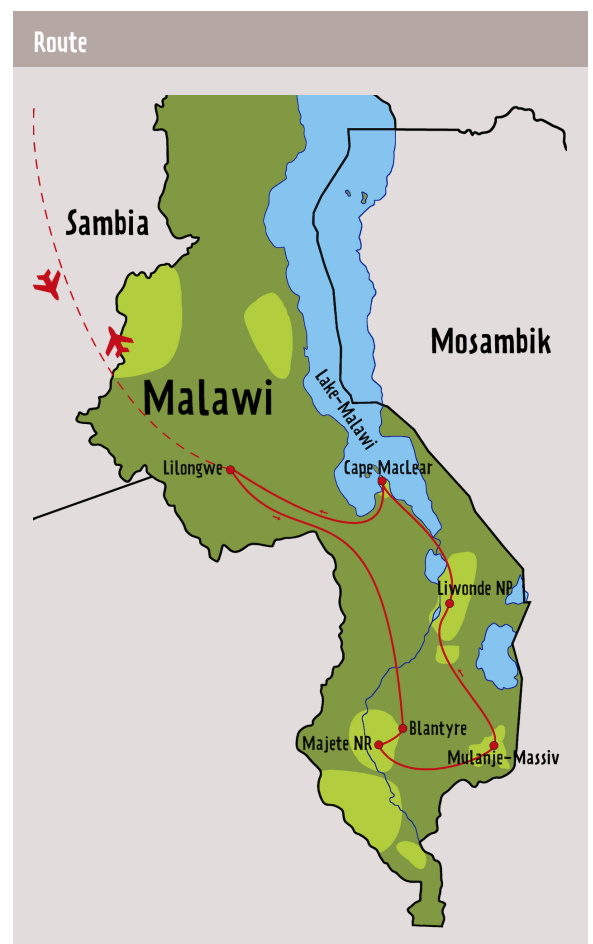 Route
Sambia
Mosambik
Malawi
Lake-Malawi
Lilongwe
Cape MacLear
Liwonde NP
Blantyre
Majete NR
Mulanje-Massiv